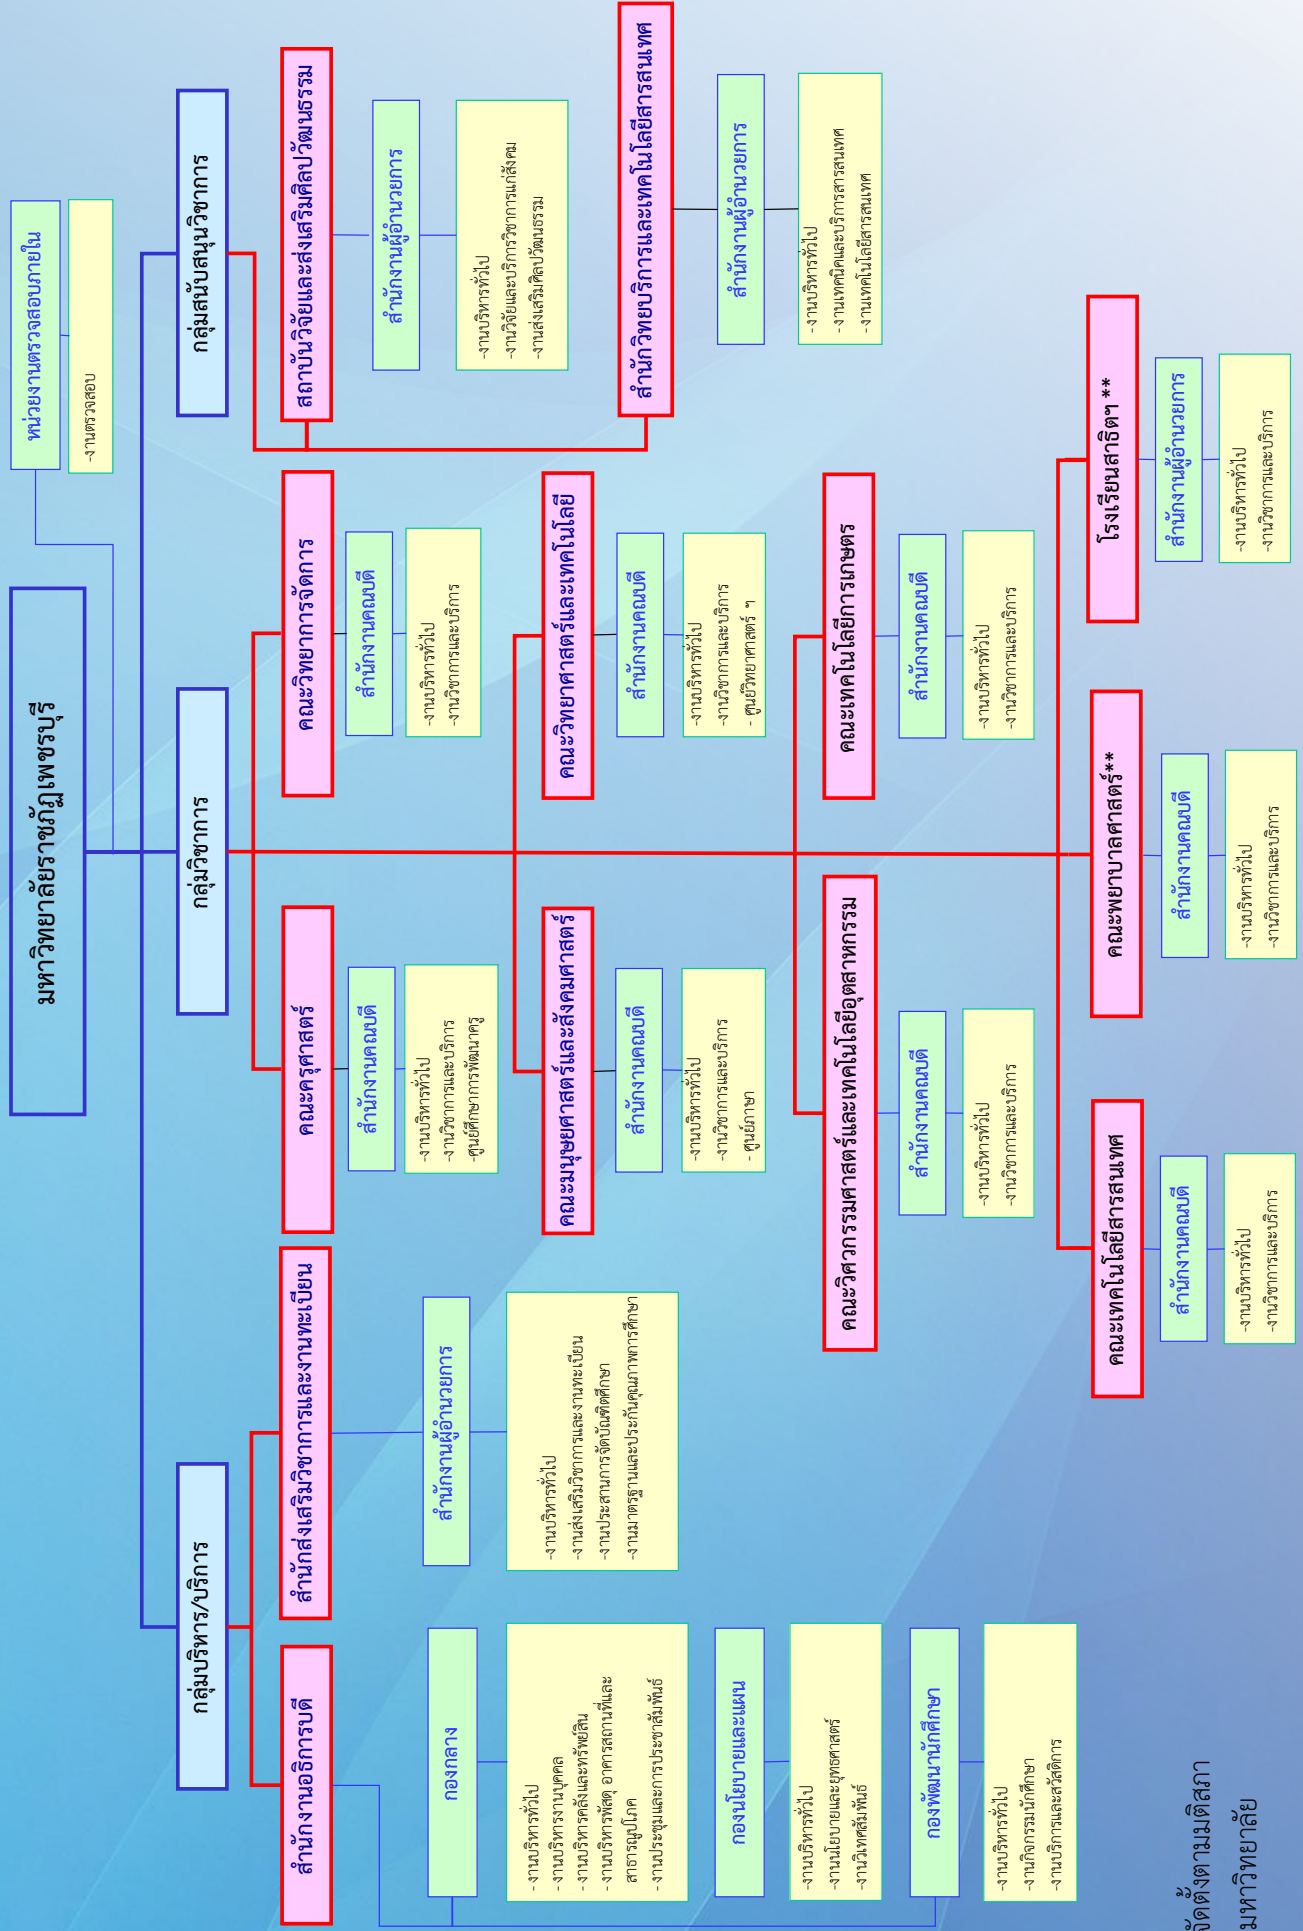 มหาวิทยาลัยราชภัฏเพชรบุรี
หน่วยงานตรวจสอบภายใน
-งานตรวจสอบ
กลุ่มบริหาร/บริการ
กลุ่มวิชาการ
กลุ่มสนับสนุนวิชาการ
สำนักงานอธิการบดี
กองกลาง
- งานบริหารทั่วไป
- งานบริหารงานบุคคล
- งานบริหารคลังและทรัพย์สิน
- งานบริหารพัสดุ อาคารสถานที่และ
สาธารณูปโภค
- งานประชุมและการประชาสัมพันธ์
กองนโยบายและแผน
-งานบริหารทั่วไป
-งานนโยบายและยุทธศาสตร์
-งานวิเทศสัมพันธ์
กองพัฒนานักศึกษา
-งานบริหารทั่วไป
-งานกิจกรรมนักศึกษา
-งานบริการและสวัสดิการ
สำนักส่งเสริมวิชาการและงานทะเบียน
สำนักงานผู้อำนวยการ
-งานบริหารทั่วไป
-งานส่งเสริมวิชาการและงานทะเบียน
-งานประสานการจัดบัณฑิตศึกษา
-งานมาตรฐานและประกันคุณภาพการศึกษา
คณะครุศาสตร์
สำนักงานคณบดี
-งานบริหารทั่วไป
-งานวิชาการและบริการ
-ศูนย์ศึกษาการพัฒนาครู
คณะวิทยาการจัดการ
สำนักงานคณบดี
-งานบริหารทั่วไป
-งานวิชาการและบริการ
คณะมนุษยศาสตร์และสังคมศาสตร์
สำนักงานคณบดี
-งานบริหารทั่วไป
-งานวิชาการและบริการ
- ศูนย์ภาษา
คณะวิทยาศาสตร์และเทคโนโลยี
สำนักงานคณบดี
-งานบริหารทั่วไป
-งานวิชาการและบริการ
- ศูนย์วิทยาศาสตร์ ฯ
คณะวิศวกรรมศาสตร์และเทคโนโลยีอุตสาหกรรม
สำนักงานคณบดี
-งานบริหารทั่วไป
-งานวิชาการและบริการ
คณะเทคโนโลยีการเกษตร
สำนักงานคณบดี
-งานบริหารทั่วไป
-งานวิชาการและบริการ
คณะเทคโนโลยีสารสนเทศ
สำนักงานคณบดี
-งานบริหารทั่วไป
-งานวิชาการและบริการ
คณะพยาบาลศาสตร์**
สำนักงานคณบดี
-งานบริหารทั่วไป
-งานวิชาการและบริการ
โรงเรียนสาธิตฯ **
สำนักงานผู้อำนวยการ
-งานบริหารทั่วไป
-งานวิชาการและบริการ
สถาบันวิจัยและส่งเสริมศิลปวัฒนธรรม
สำนักงานผู้อำนวยการ
-งานบริหารทั่วไป
-งานวิจัยและบริการวิชาการแก่สังคม
-งานส่งเสริมศิลปวัฒนธรรม
สำนักวิทยบริการและเทคโนโลยีสารสนเทศ
สำนักงานผู้อำนวยการ
-งานบริหารทั่วไป
-งานเทคนิคและบริการสารสนเทศ
-งานเทคโนโลยีสารสนเทศ
จัดตั้งตามมติสภา
มหาวิทยาลัย